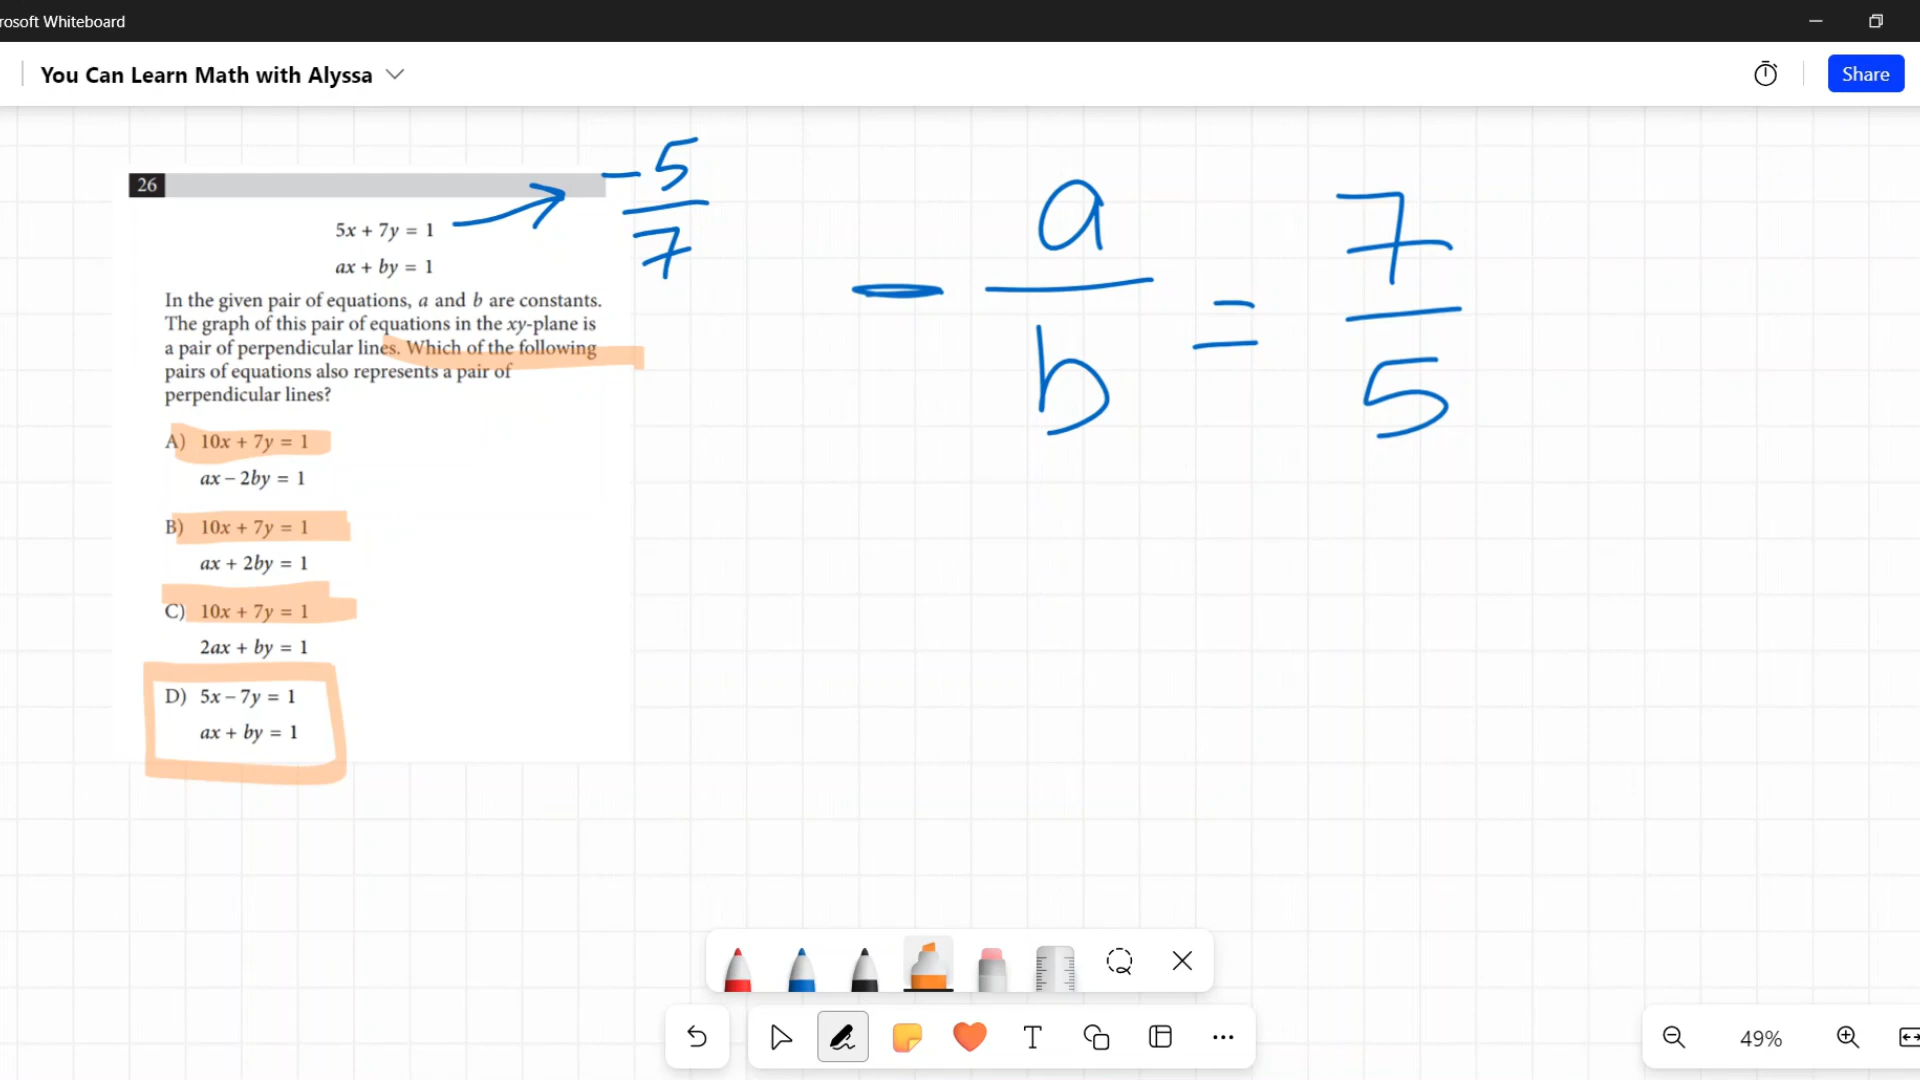 rosoft Whiteboard
You Can Learn Math with Alyssa
Share
26
5x + 7y = 1
ax + by = 1
In the given pair of equations, a and b are constants.
The graph of this pair of equations in the xy-plane is
a pair of perpendicular lines. Which of the following
pairs of equations also represents a pair of
perpendicular lines?
A) 10x + 7y = 1
ax – 2by = 1
B) 10x + 7y = 1
ax + 2by = 1
C) 10x + 7y = 1
2ax + by = 1
D) 5x – 7y = 1
ax + by = 1
-5
7
- a
b
=
7
5
49%